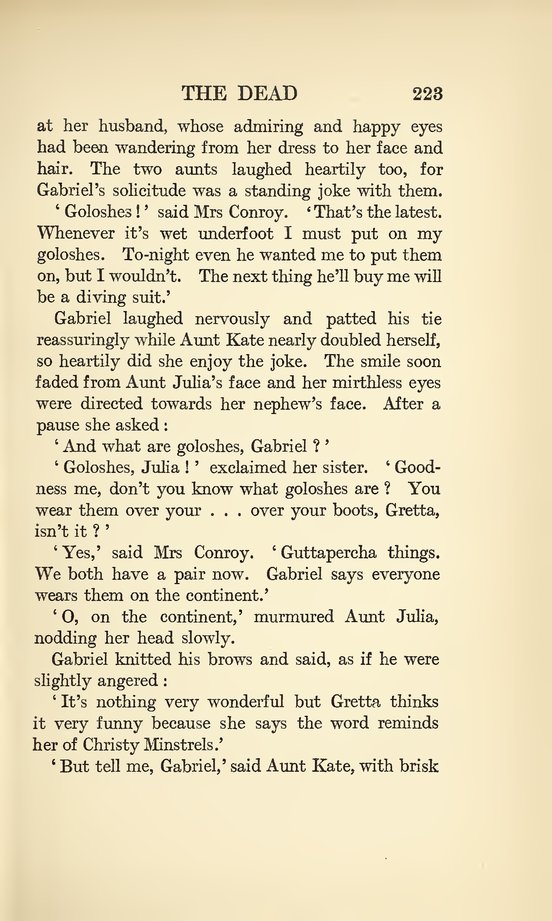 THE DEAD 223
at her husband, whose admiring and happy eyes
had been wandering from her dress to her face and
hair. The two aunts laughed heartily too, for
Gabriel's solicitude was a standing joke with them.
‘ Goloshes ! ’ said Mrs Conroy. ‘ That's the latest.
Whenever it's wet underfoot I must put on my
goloshes. To-night even he wanted me to put them
on, but I wouldn't. The next thing he'll buy me will
be a diving suit.’
Gabriel laughed nervously and patted his tie
reassuringly while Aunt Kate nearly doubled herself,
so heartily did she enjoy the joke. The smile soon
faded from Aunt Julia's face and her mirthless eyes
were directed towards her nephew's face. After a
pause she asked :
‘ And what are goloshes, Gabriel ? ’
‘ Goloshes, Julia ! ’ exclaimed her sister. ‘ Good-
ness me, don't you know what goloshes are ? You
wear them over your . . . over your boots, Gretta,
isn't it ? ’
‘ Yes,’ said Mrs Conroy. ‘ Guttapercha things.
We both have a pair now. Gabriel says everyone
wears them on the continent.’
‘ O, on the continent,’ murmured Aunt Julia,
nodding her head slowly.
Gabriel knitted his brows and said, as if he were
slightly angered :
‘ It's nothing very wonderful but Gretta thinks
it very funny because she says the word reminds
her of Christy Minstrels.’
‘ But tell me, Gabriel,’ said Aunt Kate, with brisk